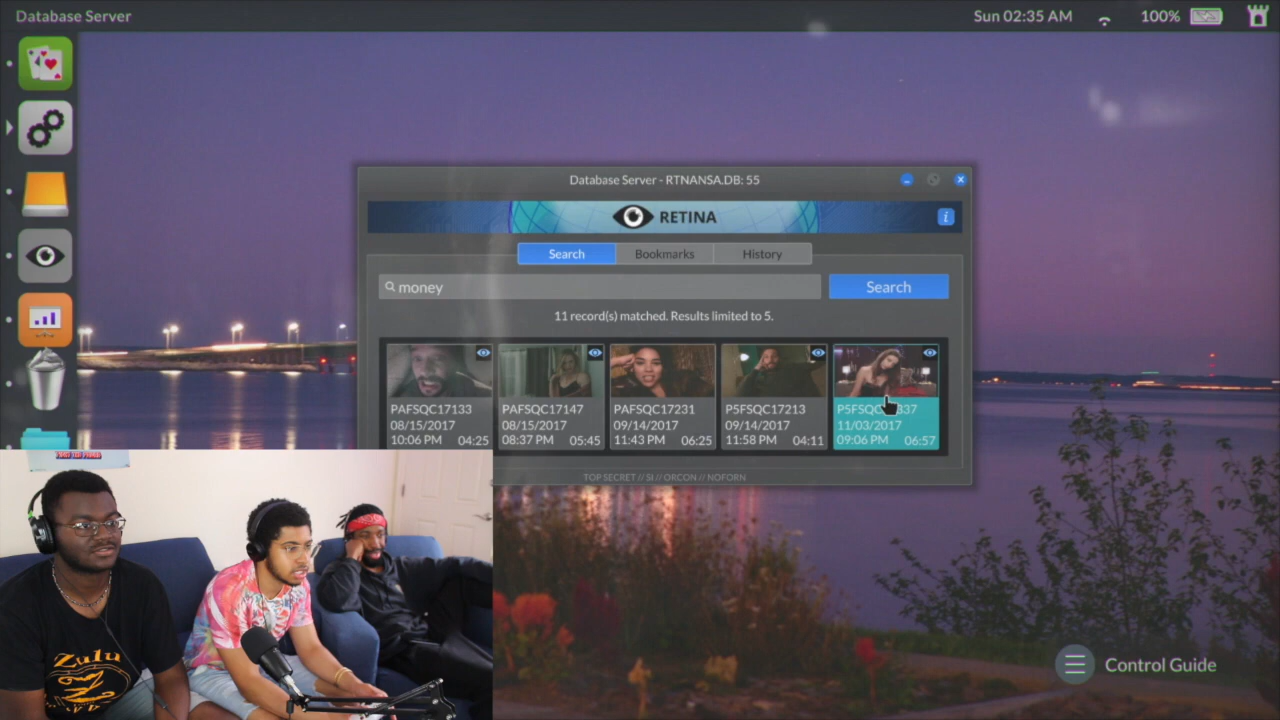 Database Server
Sun 02:35 AM
100%
Database Server - RTNANSA.DB: 55
RETINA
i
Search
Bookmarks
History
money
Search
11 record(s) matched. Results limited to 5.
PAFSQC17133
08/15/2017
10:06 PM 04:25
PAFSQC17147
08/15/2017
08:37 PM 05:45
PAFSQC17231
09/14/2017
11:43 PM 06:25
P5FSQC17213
09/14/2017
11:58 PM 04:11
11/03/2017
09:06 PM 06:57
TOP SECRET // SI // ORCON // NOFORN
Zulu
Control Guide